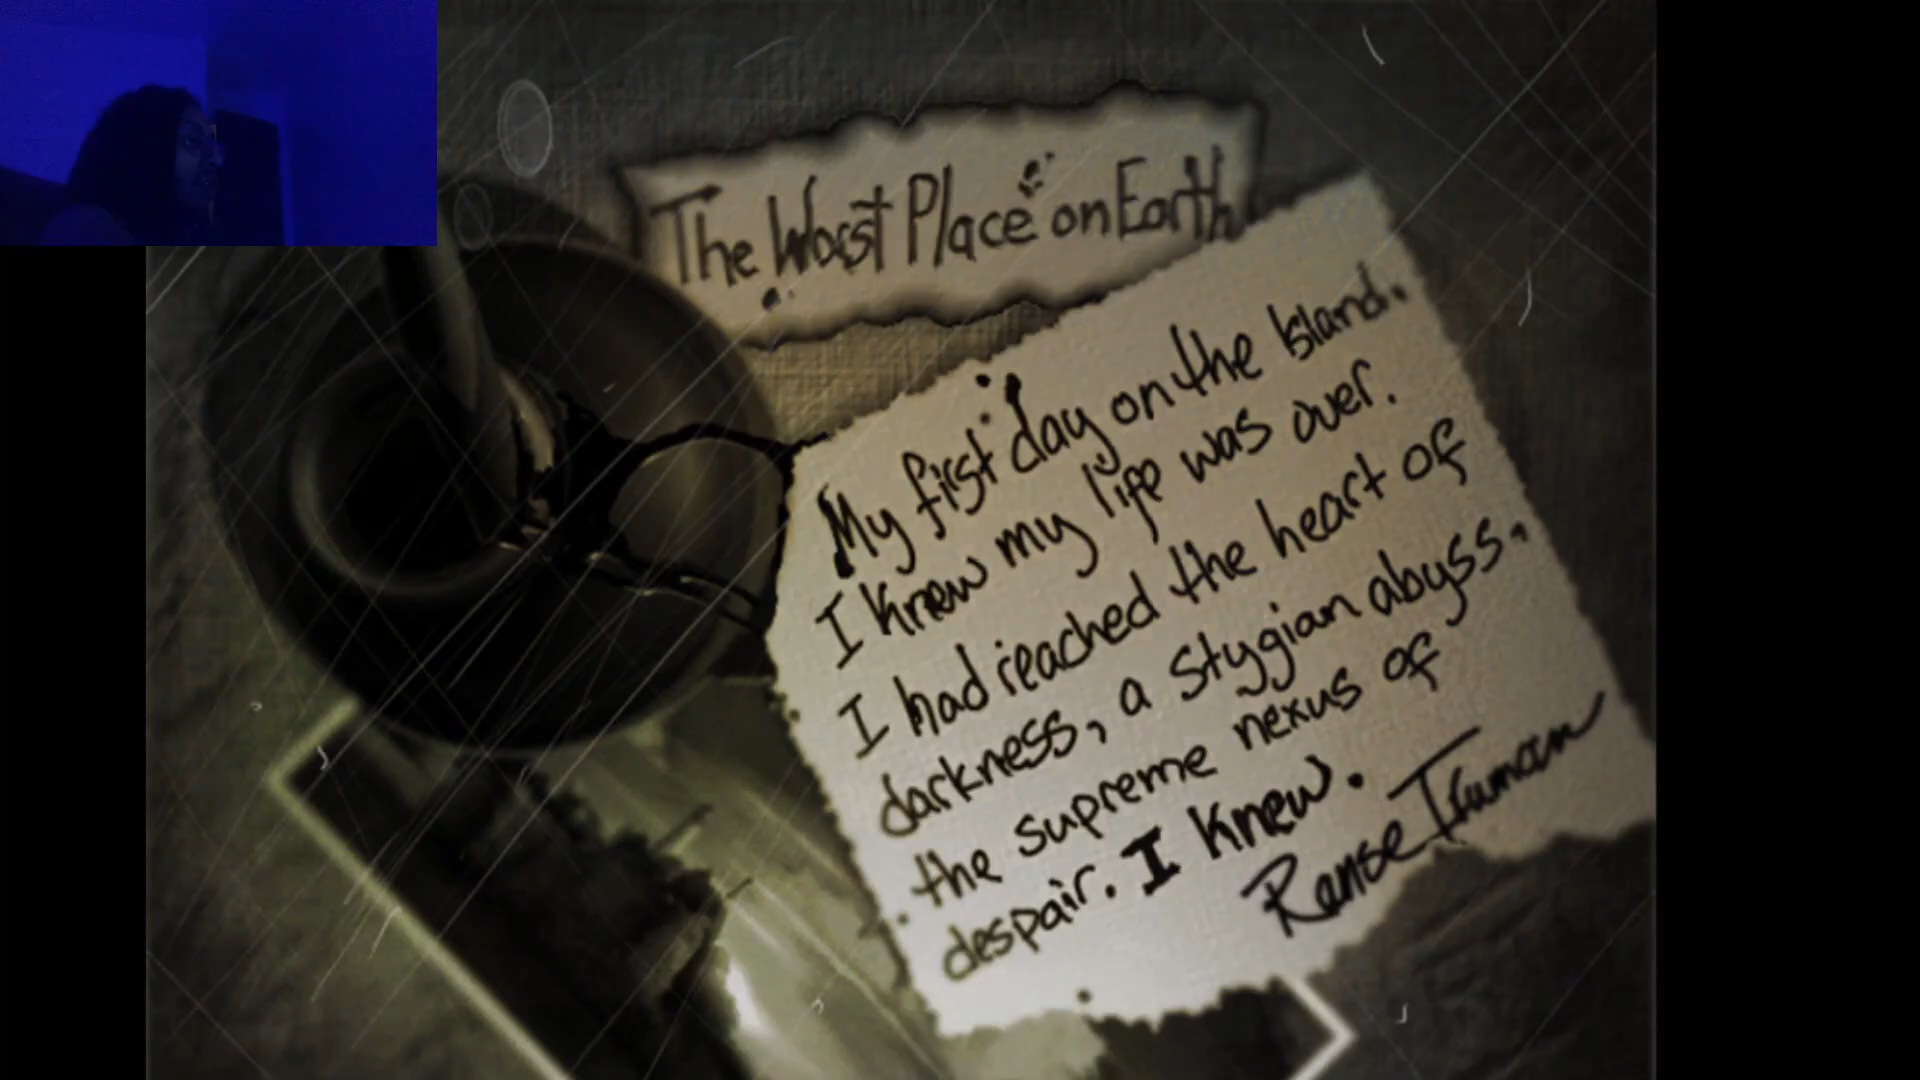 The Worst Place on Earth
My first day on the Island.
I knew my life was over.
I had reached the heart of
darkness, a stygian abyss,
the supreme nexus of
despair. I knew.
Ranse Truman